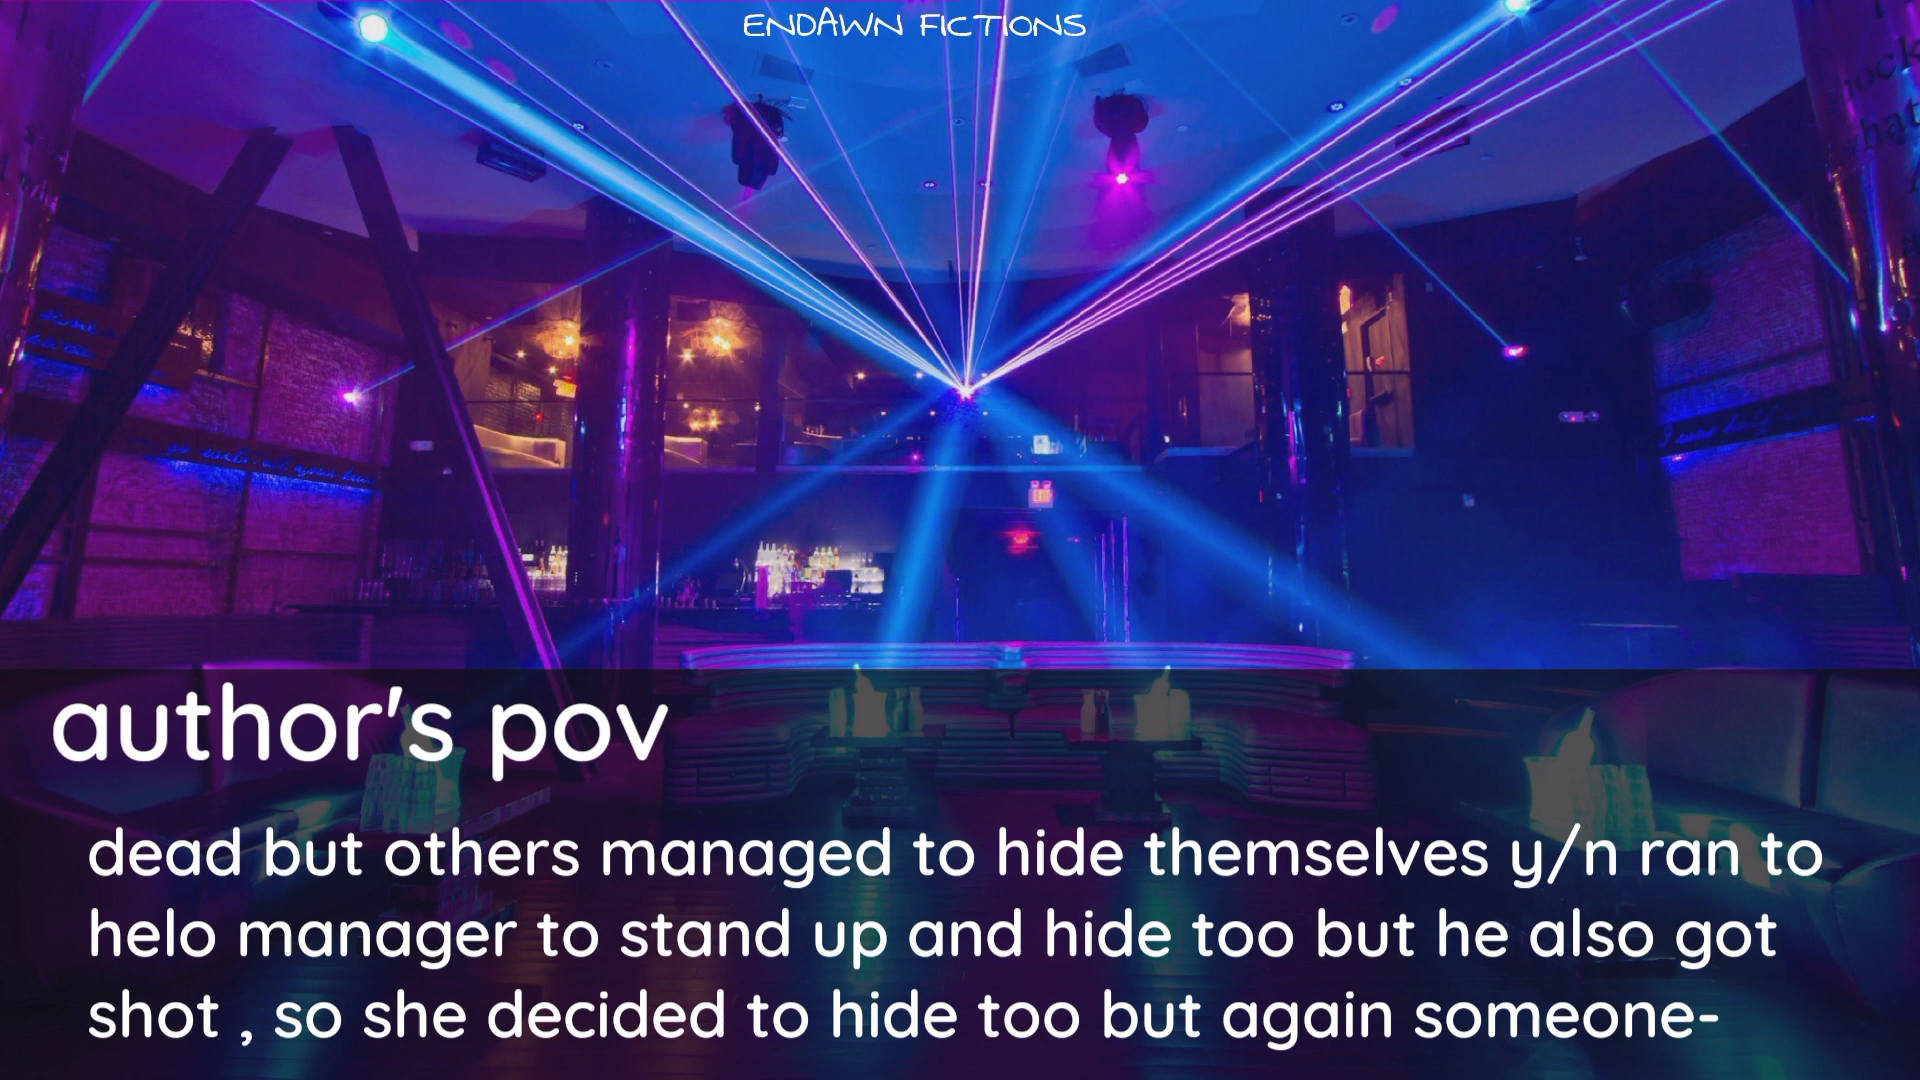 ENDAWN FICTIONS
author's pov
dead but others managed to hide themselves y/n ran to
helo manager to stand up and hide too but he also got
shot , so she decided to hide too but again someone-